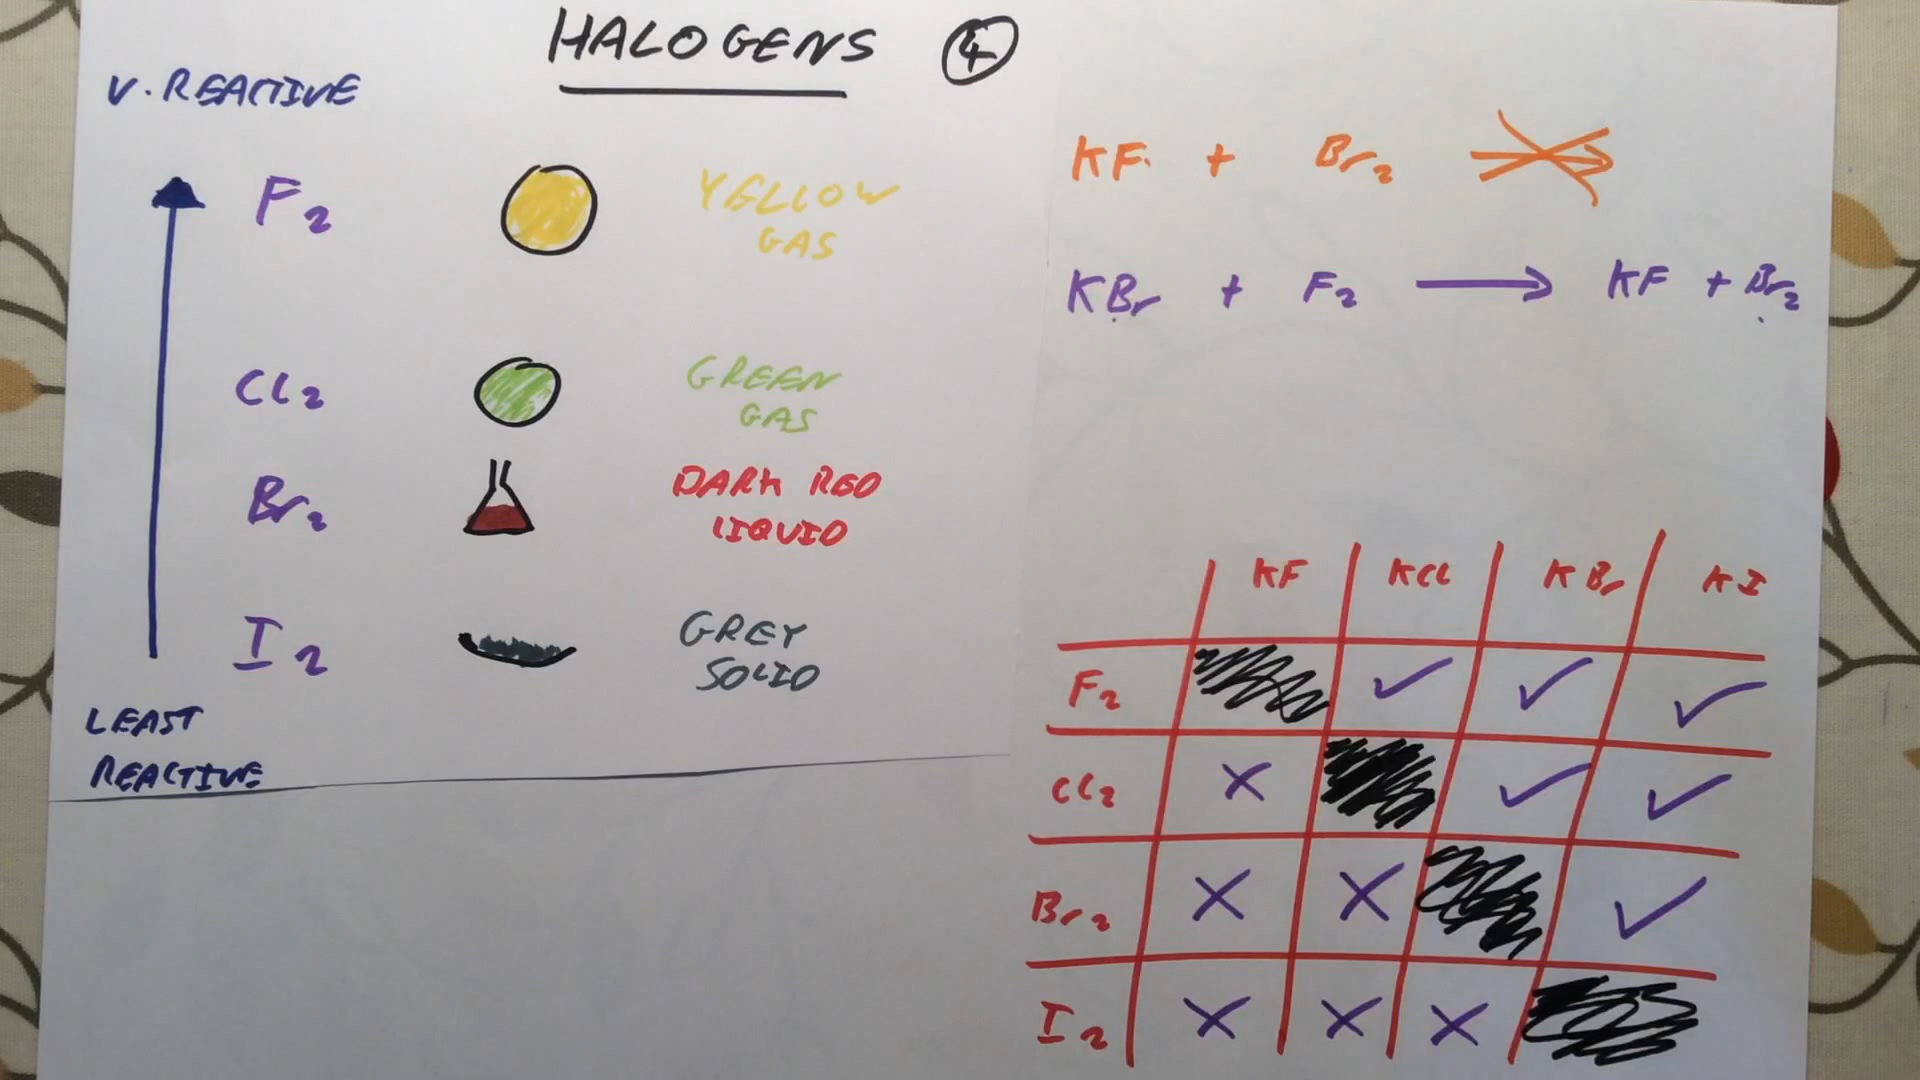 HALOGENS 4
V. REACTIVE
F2 YELLOW
GAS
Cl2 GREEN
GAS
Br2 DARK RED
LIQUID
I2 GREY
SOLID
LEAST
REACTIVE
KF + Br2
KBr + F2 → KF + Br2
KF KCl KBr KI
F2 ✓ ✓ ✓
Cl2 ✗ ✓ ✓
Br2 ✗ ✗ ✓
I2 ✗ ✗ ✗